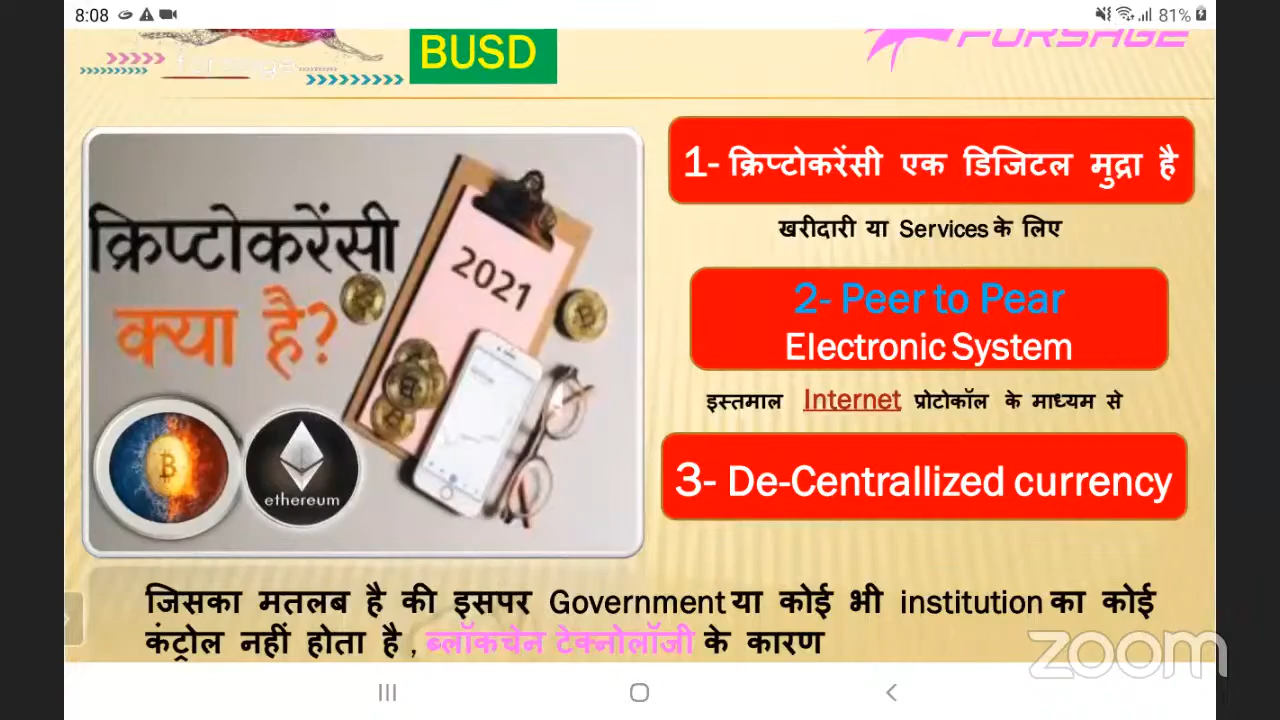 8:08
81%
forsage
BUSD
FORSAGE
क्रिप्टोकरेंसी
क्या है?
2021
ethereum
1- क्रिप्टोकरेंसी एक डिजिटल मुद्रा है
खरीदारी या Services के लिए
2- Peer to Pear
Electronic System
इस्तमाल Internet प्रोटोकॉल के माध्यम से
3- De-Centrallized currency
जिसका मतलब है की इसपर Government या कोई भी institution का कोई
कंट्रोल नहीं होता है , ब्लॉकचेन टेक्नोलॉजी के कारण
zoom